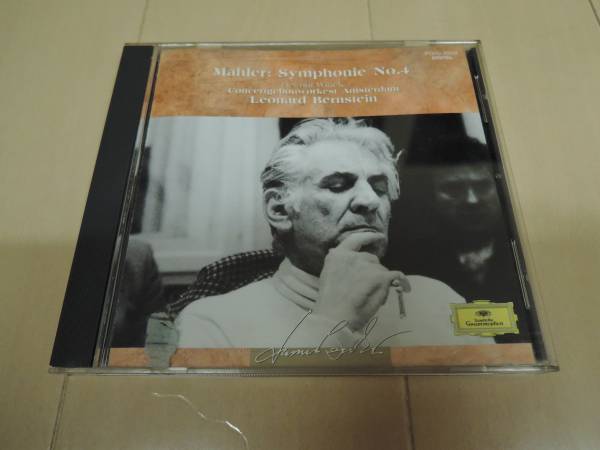 Mahler: Symphonie No.4
Concertgebouworkest Amsterdam
Leonard Bernstein
Deutsche
Grammophon